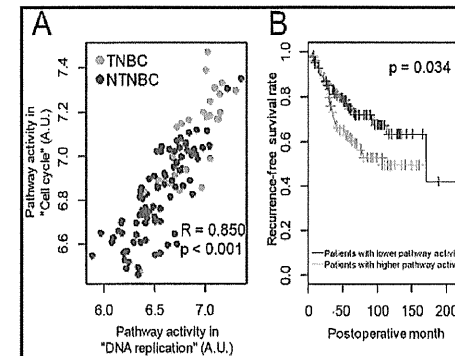 A
TNBC
NTNBC
Pathway activity in
"Cell cycle" (A.U.)
7.4
7.2
7.0
6.8
6.6
R = 0.850
p < 0.001
6.0
6.5
7.0
Pathway activity in
"DNA replication" (A.U.)
B
p = 0.034
Recurrence-free survival rate
1.0
0.8
0.6
0.4
0.2
0.0
Patients with lower pathway activi
Patients with higher pathway activ
0
50
100
150
200
Postoperative month